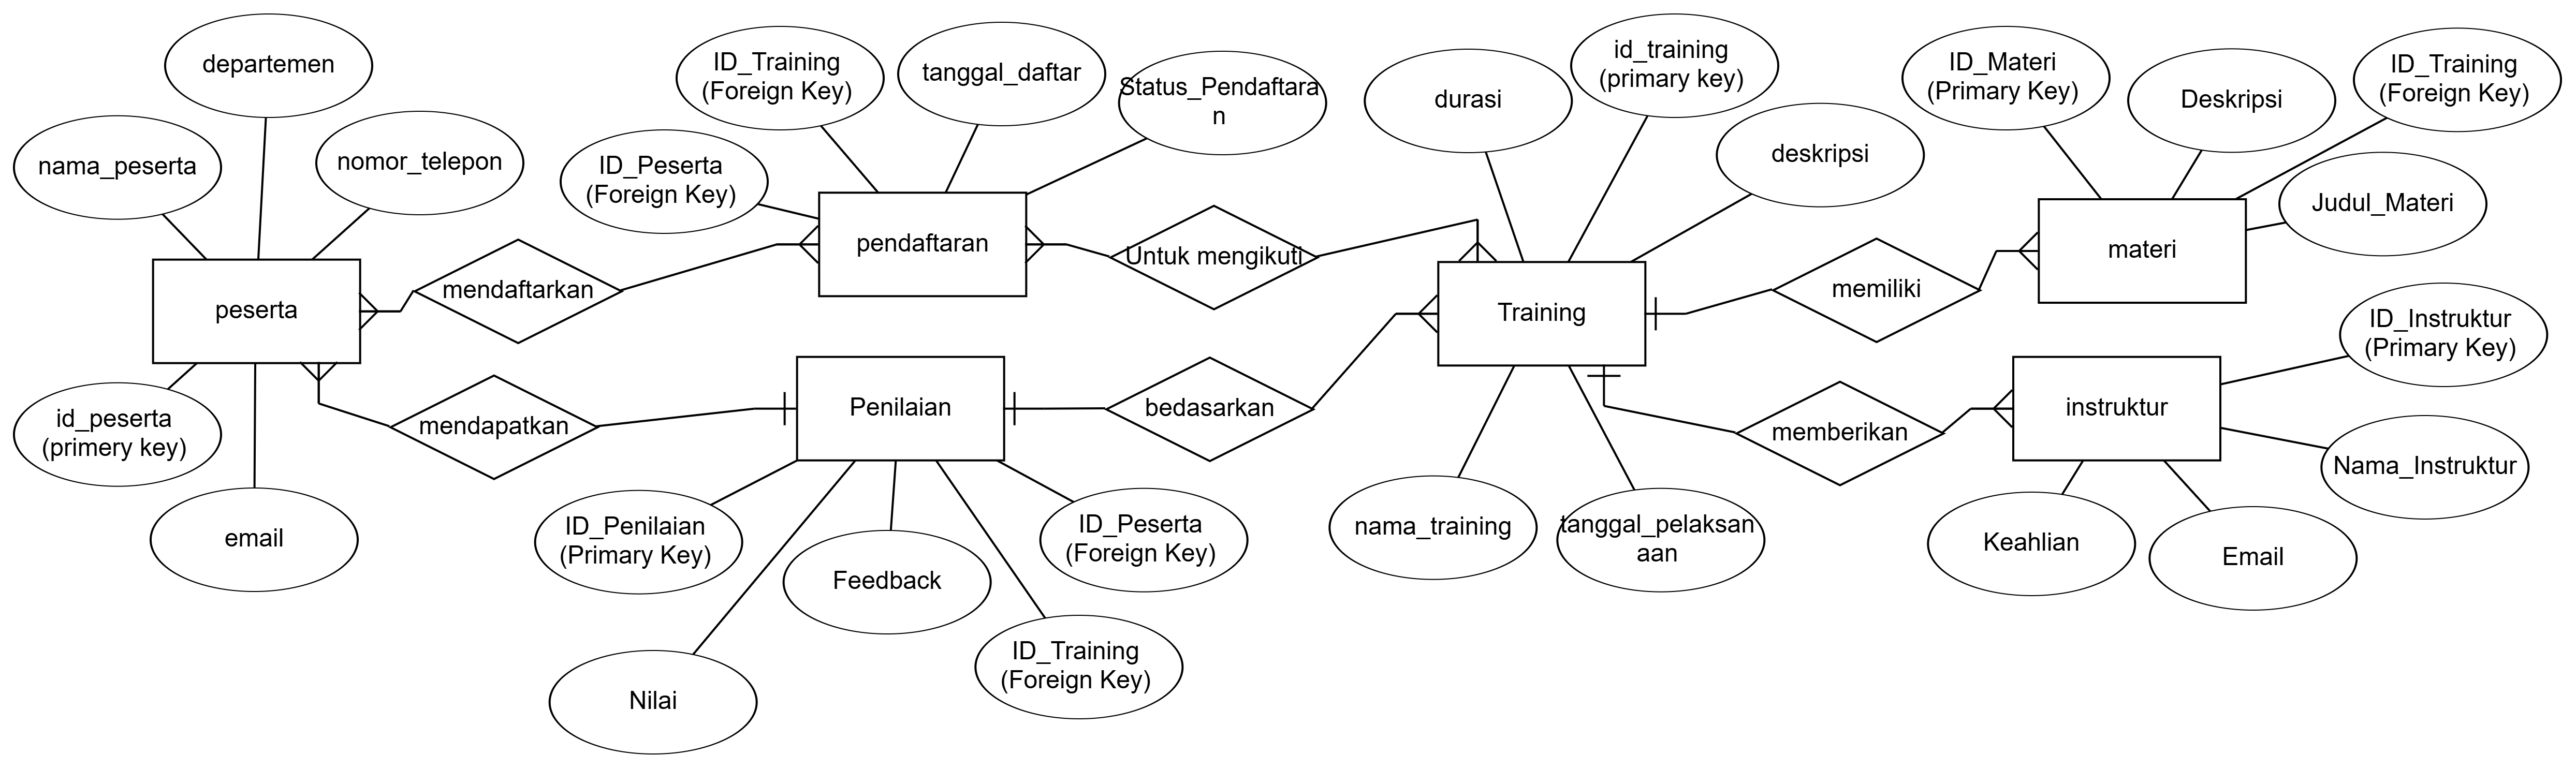 departemen
nama_peserta
nomor_telepon
peserta
id_peserta
(primery key)
email
mendaftarkan
mendapatkan
ID_Training
(Foreign Key)
tanggal_daftar
Status_Pendaftara
n
ID_Peserta
(Foreign Key)
pendaftaran
Untuk mengikuti
Penilaian
bedasarkan
ID_Penilaian
(Primary Key)
Feedback
ID_Peserta
(Foreign Key)
Nilai
ID_Training
(Foreign Key)
durasi
id_training
(primary key)
deskripsi
Training
nama_training
tanggal_pelaksan
aan
memiliki
memberikan
ID_Materi
(Primary Key)
Deskripsi
ID_Training
(Foreign Key)
Judul_Materi
materi
instruktur
ID_Instruktur
(Primary Key)
Nama_Instruktur
Keahlian
Email